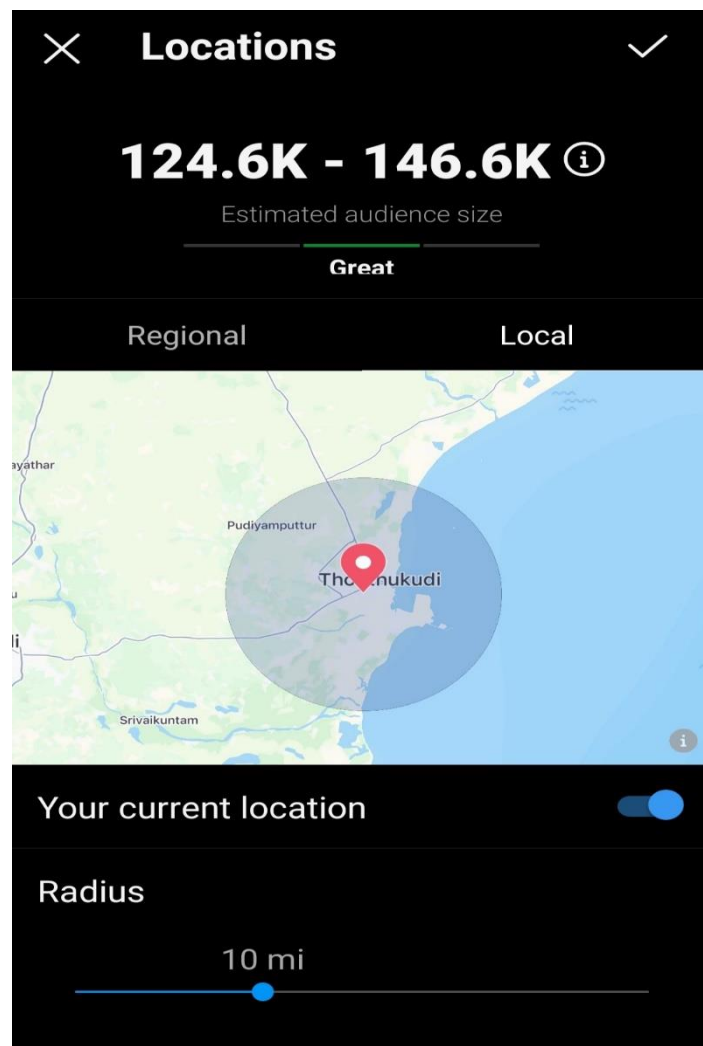 Locations
124.6K - 146.6K
Estimated audience size
Great
Regional Local
ayathar
Pudiyamputtur
li
Srivaikuntam
Your current location
Radius
10 mi